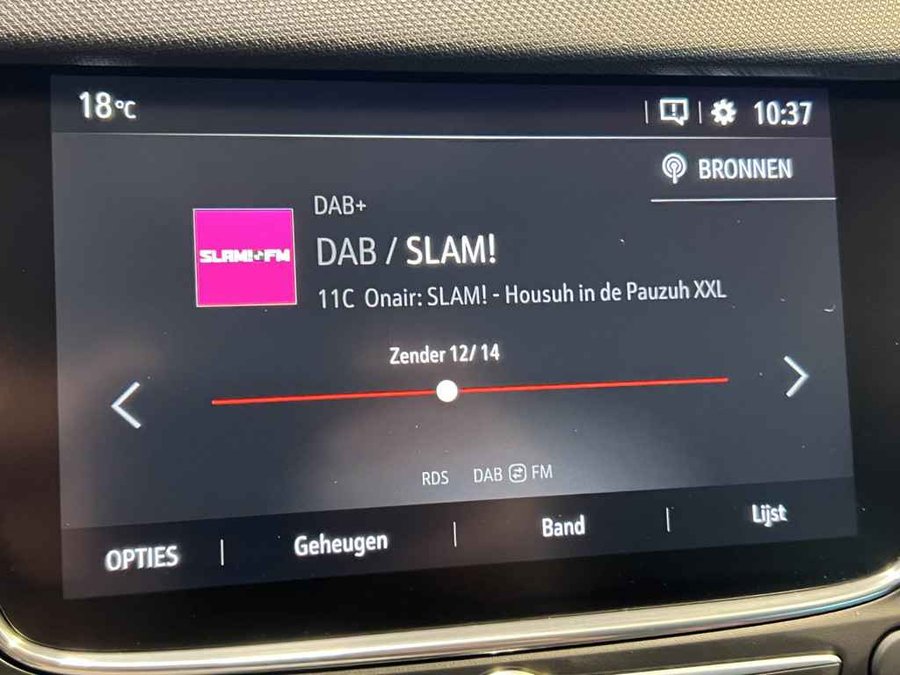 18°C
10:37
BRONNEN
DAB+
SLAM! FM
DAB / SLAM!
11C Onair: SLAM! - Housuh in de Pauzuh XXL
Zender 12/ 14
RDS DAB FM
OPTIES | Geheugen | Band | Lijst